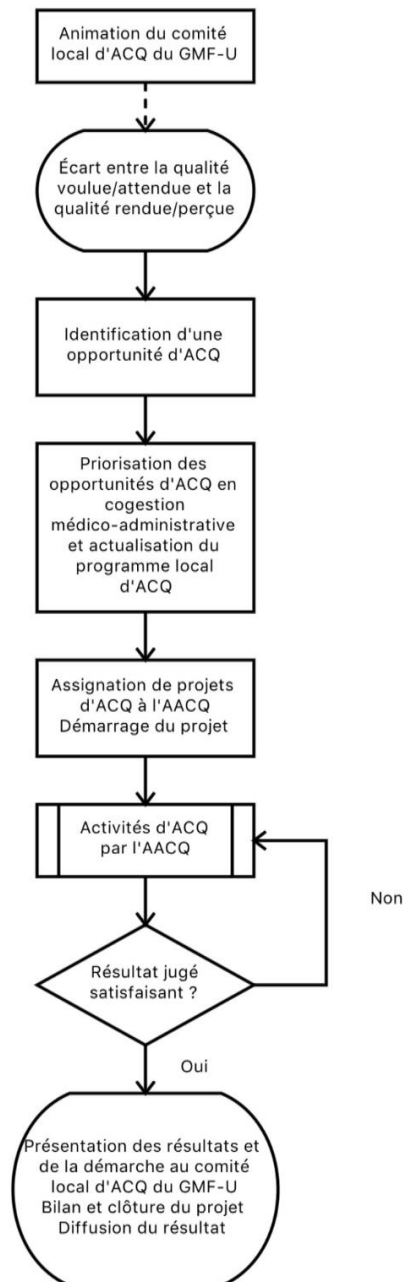 Animation du comité
local d'ACQ du GMF-U
Écart entre la qualité
voulue/attendue et la
qualité rendue/perçue
Identification d'une
opportunité d'ACQ
Priorisation des
opportunités d'ACQ en
cogestion
médico-administrative
et actualisation du
programme local
d'ACQ
Assignation de projets
d'ACQ à l'AACQ
Démarrage du projet
Activités d'ACQ
par l'AACQ
Non
Résultat jugé
satisfaisant ?
Oui
Présentation des résultats et
de la démarche au comité
local d'ACQ du GMF-U
Bilan et clôture du projet
Diffusion du résultat